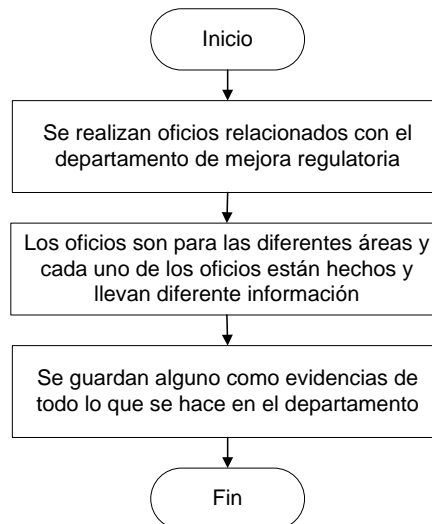 Inicio
Se realizan oficios relacionados con el
departamento de mejora regulatoria
Los oficios son para las diferentes áreas y
cada uno de los oficios están hechos y
llevan diferente información
Se guardan alguno como evidencias de
todo lo que se hace en el departamento
Fin